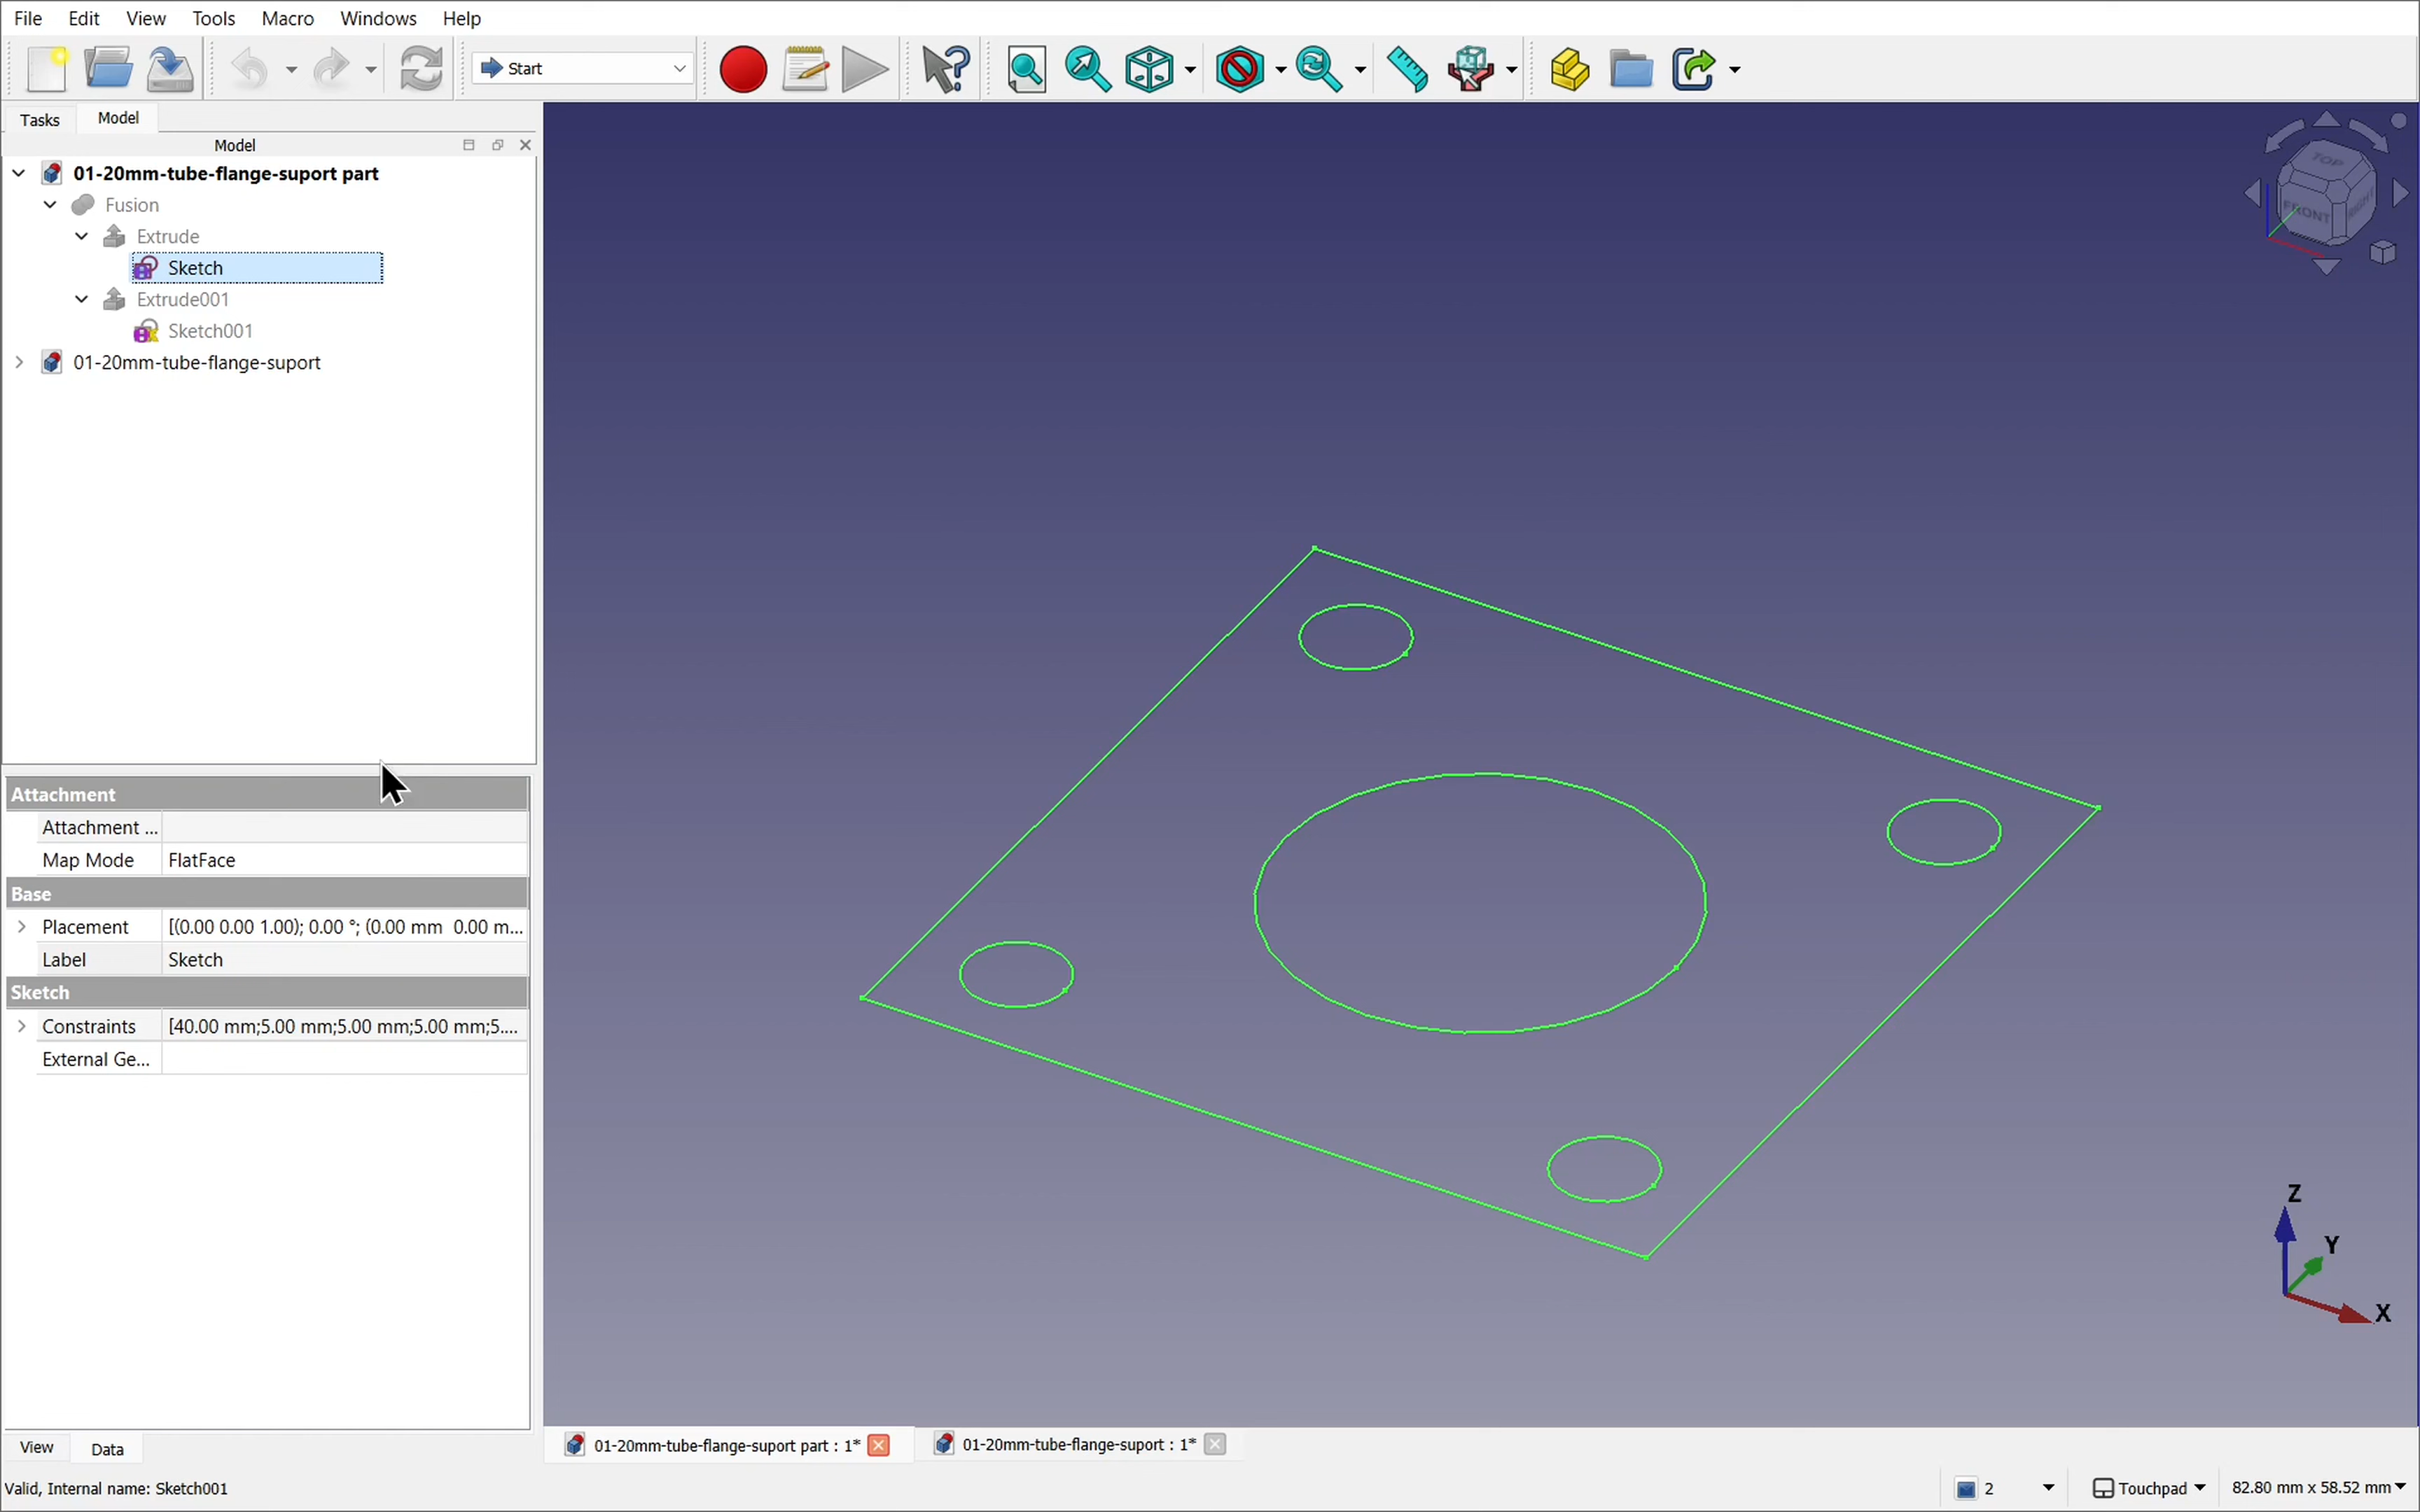 File Edit View Tools Macro Windows Help
Start
Tasks Model
Model
01-20mm-tube-flange-suport part
Fusion
Extrude
Sketch
Extrude001
Sketch001
01-20mm-tube-flange-suport
TOP
FRONT
RIGHT
Attachment
Attachment ...
Map Mode FlatFace
Base
Placement [(0.00 0.00 1.00); 0.00 °; (0.00 mm 0.00 m...
Label Sketch
Sketch
Constraints [40.00 mm;5.00 mm;5.00 mm;5.00 mm;5....
External Ge...
Z
Y
X
View Data
01-20mm-tube-flange-suport part : 1* 01-20mm-tube-flange-suport : 1*
Valid, Internal name: Sketch001
2 Touchpad 82.80 mm x 58.52 mm